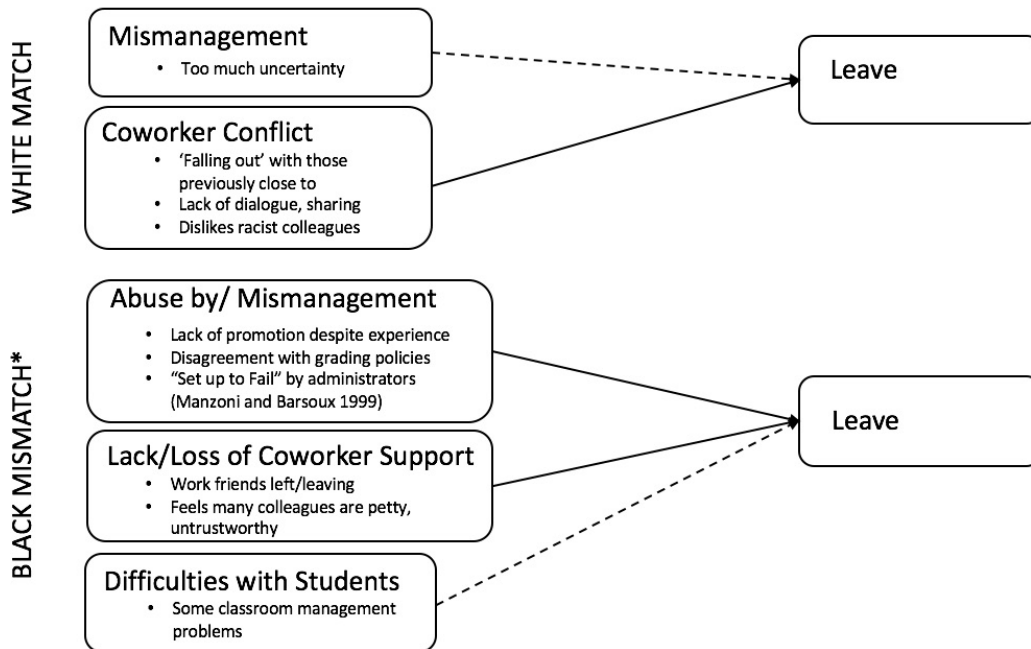 WHITE MATCH
Mismanagement
• Too much uncertainty
Coworker Conflict
• ‘Falling out’ with those
previously close to
• Lack of dialogue, sharing
• Dislikes racist colleagues
Leave
BLACK MISMATCH*
Abuse by/ Mismanagement
• Lack of promotion despite experience
• Disagreement with grading policies
• “Set up to Fail” by administrators
(Manzoni and Barsoux 1999)
Lack/Loss of Coworker Support
• Work friends left/leaving
• Feels many colleagues are petty,
untrustworthy
Difficulties with Students
• Some classroom management
problems
Leave